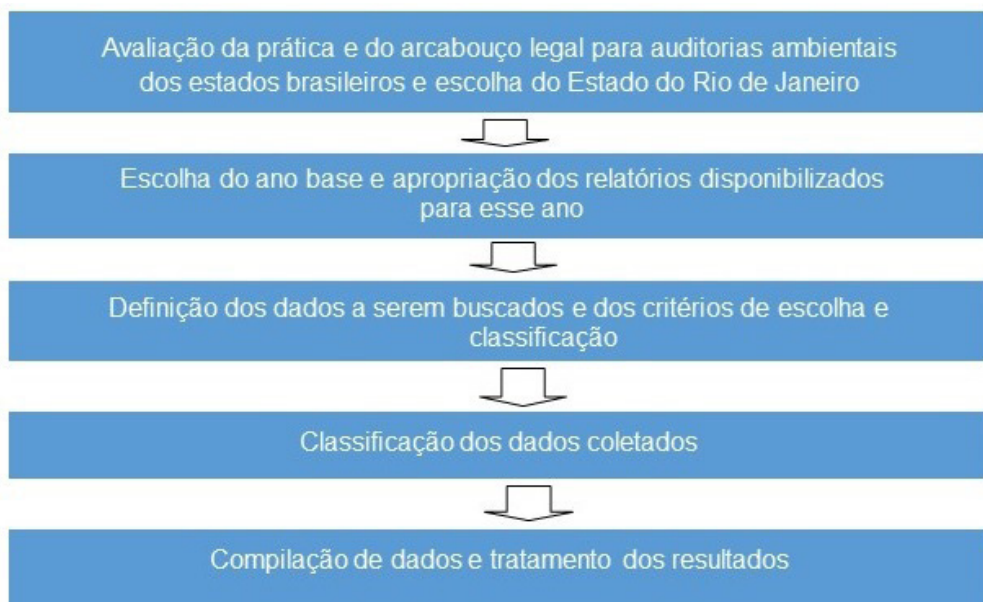 Avaliação da prática e do arcabouço legal para auditorias ambientais
dos estados brasileiros e escolha do Estado do Rio de Janeiro
Escolha do ano base e apropriação dos relatórios disponibilizados
para esse ano
Definição dos dados a serem buscados e dos critérios de escolha e
classificação
Classificação dos dados coletados
Compilação de dados e tratamento dos resultados